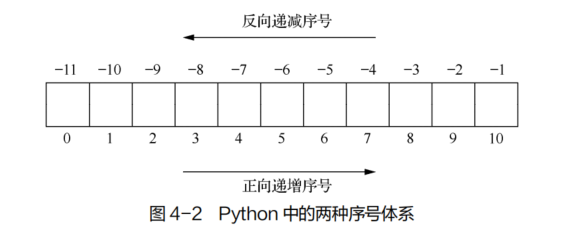 反向递减序号
-11 -10 -9 -8 -7 -6 -5 -4 -3 -2 -1
0 1 2 3 4 5 6 7 8 9 10
正向递增序号
图 4-2 Python 中的两种序号体系